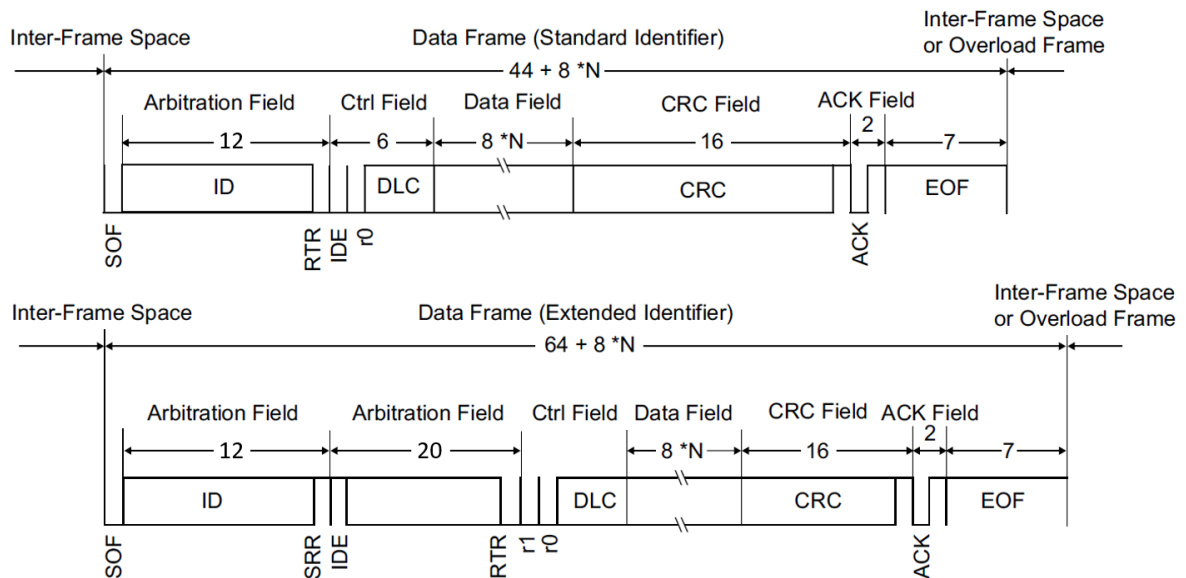 Inter-Frame Space
Data Frame (Standard Identifier)
Inter-Frame Space
or Overload Frame
44 + 8 *N
Arbitration Field
Ctrl Field
Data Field
CRC Field
ACK Field
12
6
8 *N
16
2
7
ID
DLC
CRC
EOF
SOF
RTR
IDE
r0
ACK
Inter-Frame Space
Data Frame (Extended Identifier)
Inter-Frame Space
or Overload Frame
64 + 8 *N
Arbitration Field
Arbitration Field
Ctrl Field
Data Field
CRC Field
ACK Field
12
20
8 *N
16
2
7
ID
DLC
CRC
EOF
SOF
SRR
IDE
RTR
r1
r0
ACK